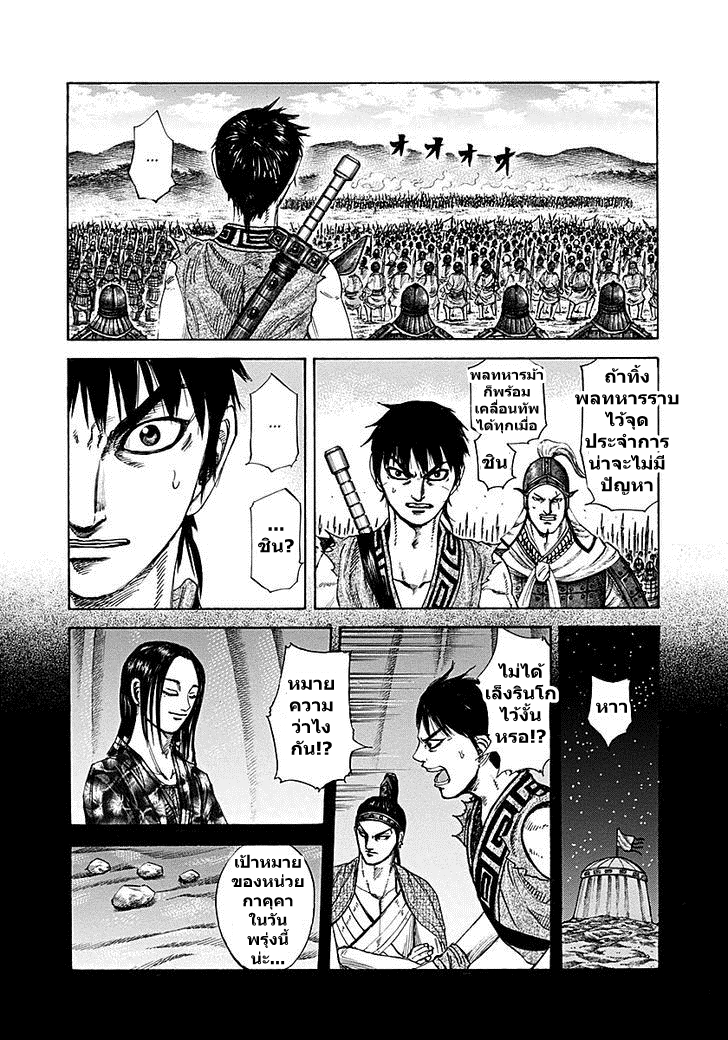 ...
オオオオ
ถ้าทิ้ง
พลทหารราบ
ไว้จุด
ประจำการ
น่าจะไม่มี
ปัญหา
พลทหารม้า
ก็พร้อม
เคลื่อนทัพ
ได้ทุกเมื่อ
ชิน
...
ชิน?
หาา
ไม่ได้
เล็งรินโก
ไว้งั้น
หรอ!?
หมาย
ความ
ว่าไง
กัน!?
เป้าหมาย
ของหน่วย
กาคุคา
ในวัน
พรุ่งนี้
น่ะ...